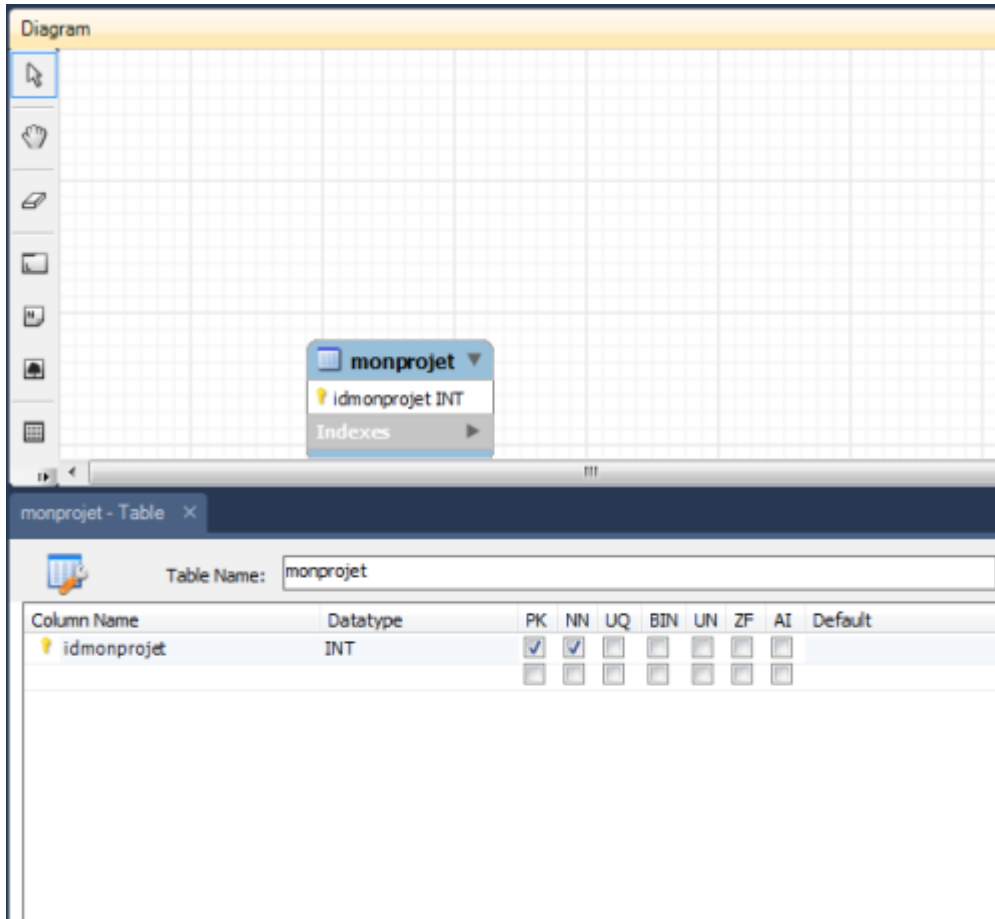 Diagram
monprojet
idmonprojet INT
Indexes
monprojet - Table
Table Name: monprojet
Column Name Datatype PK NN UQ BIN UN ZF AI Default
idmonprojet INT